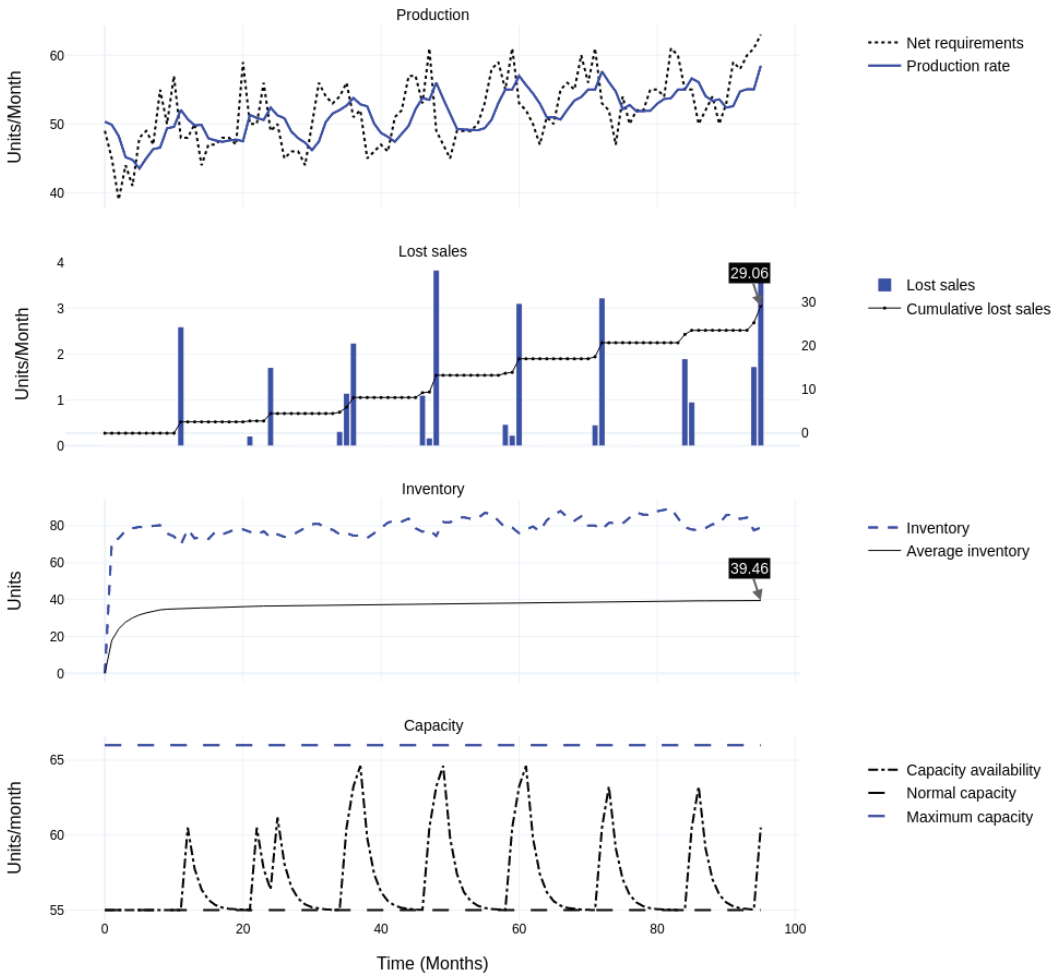 Production
60
50
40
Units/Month
Net requirements
Production rate
Lost sales
4
3
2
1
0
Units/Month
29.06
30
20
10
0
Lost sales
Cumulative lost sales
Inventory
80
60
40
20
0
Units
39.46
Inventory
Average inventory
Capacity
65
60
55
Units/month
Capacity availability
Normal capacity
Maximum capacity
0 20 40 60 80 100
Time (Months)